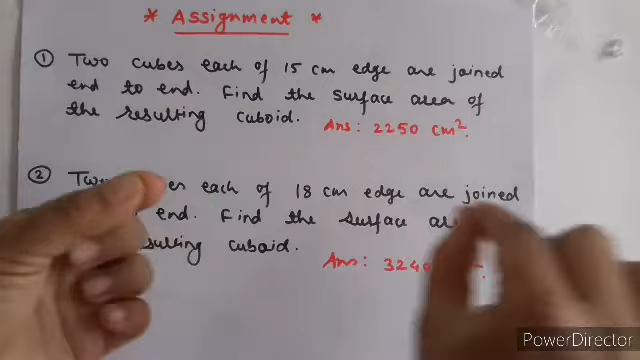 * Assignment *
① Two cubes each of 15 cm edge are joined
end to end. Find the surface area of
the resulting cuboid. Ans: 2250 cm².
② each of 18 cm edge are joined
end. Find the surface
cuboid. Ans: 3240
PowerDirector